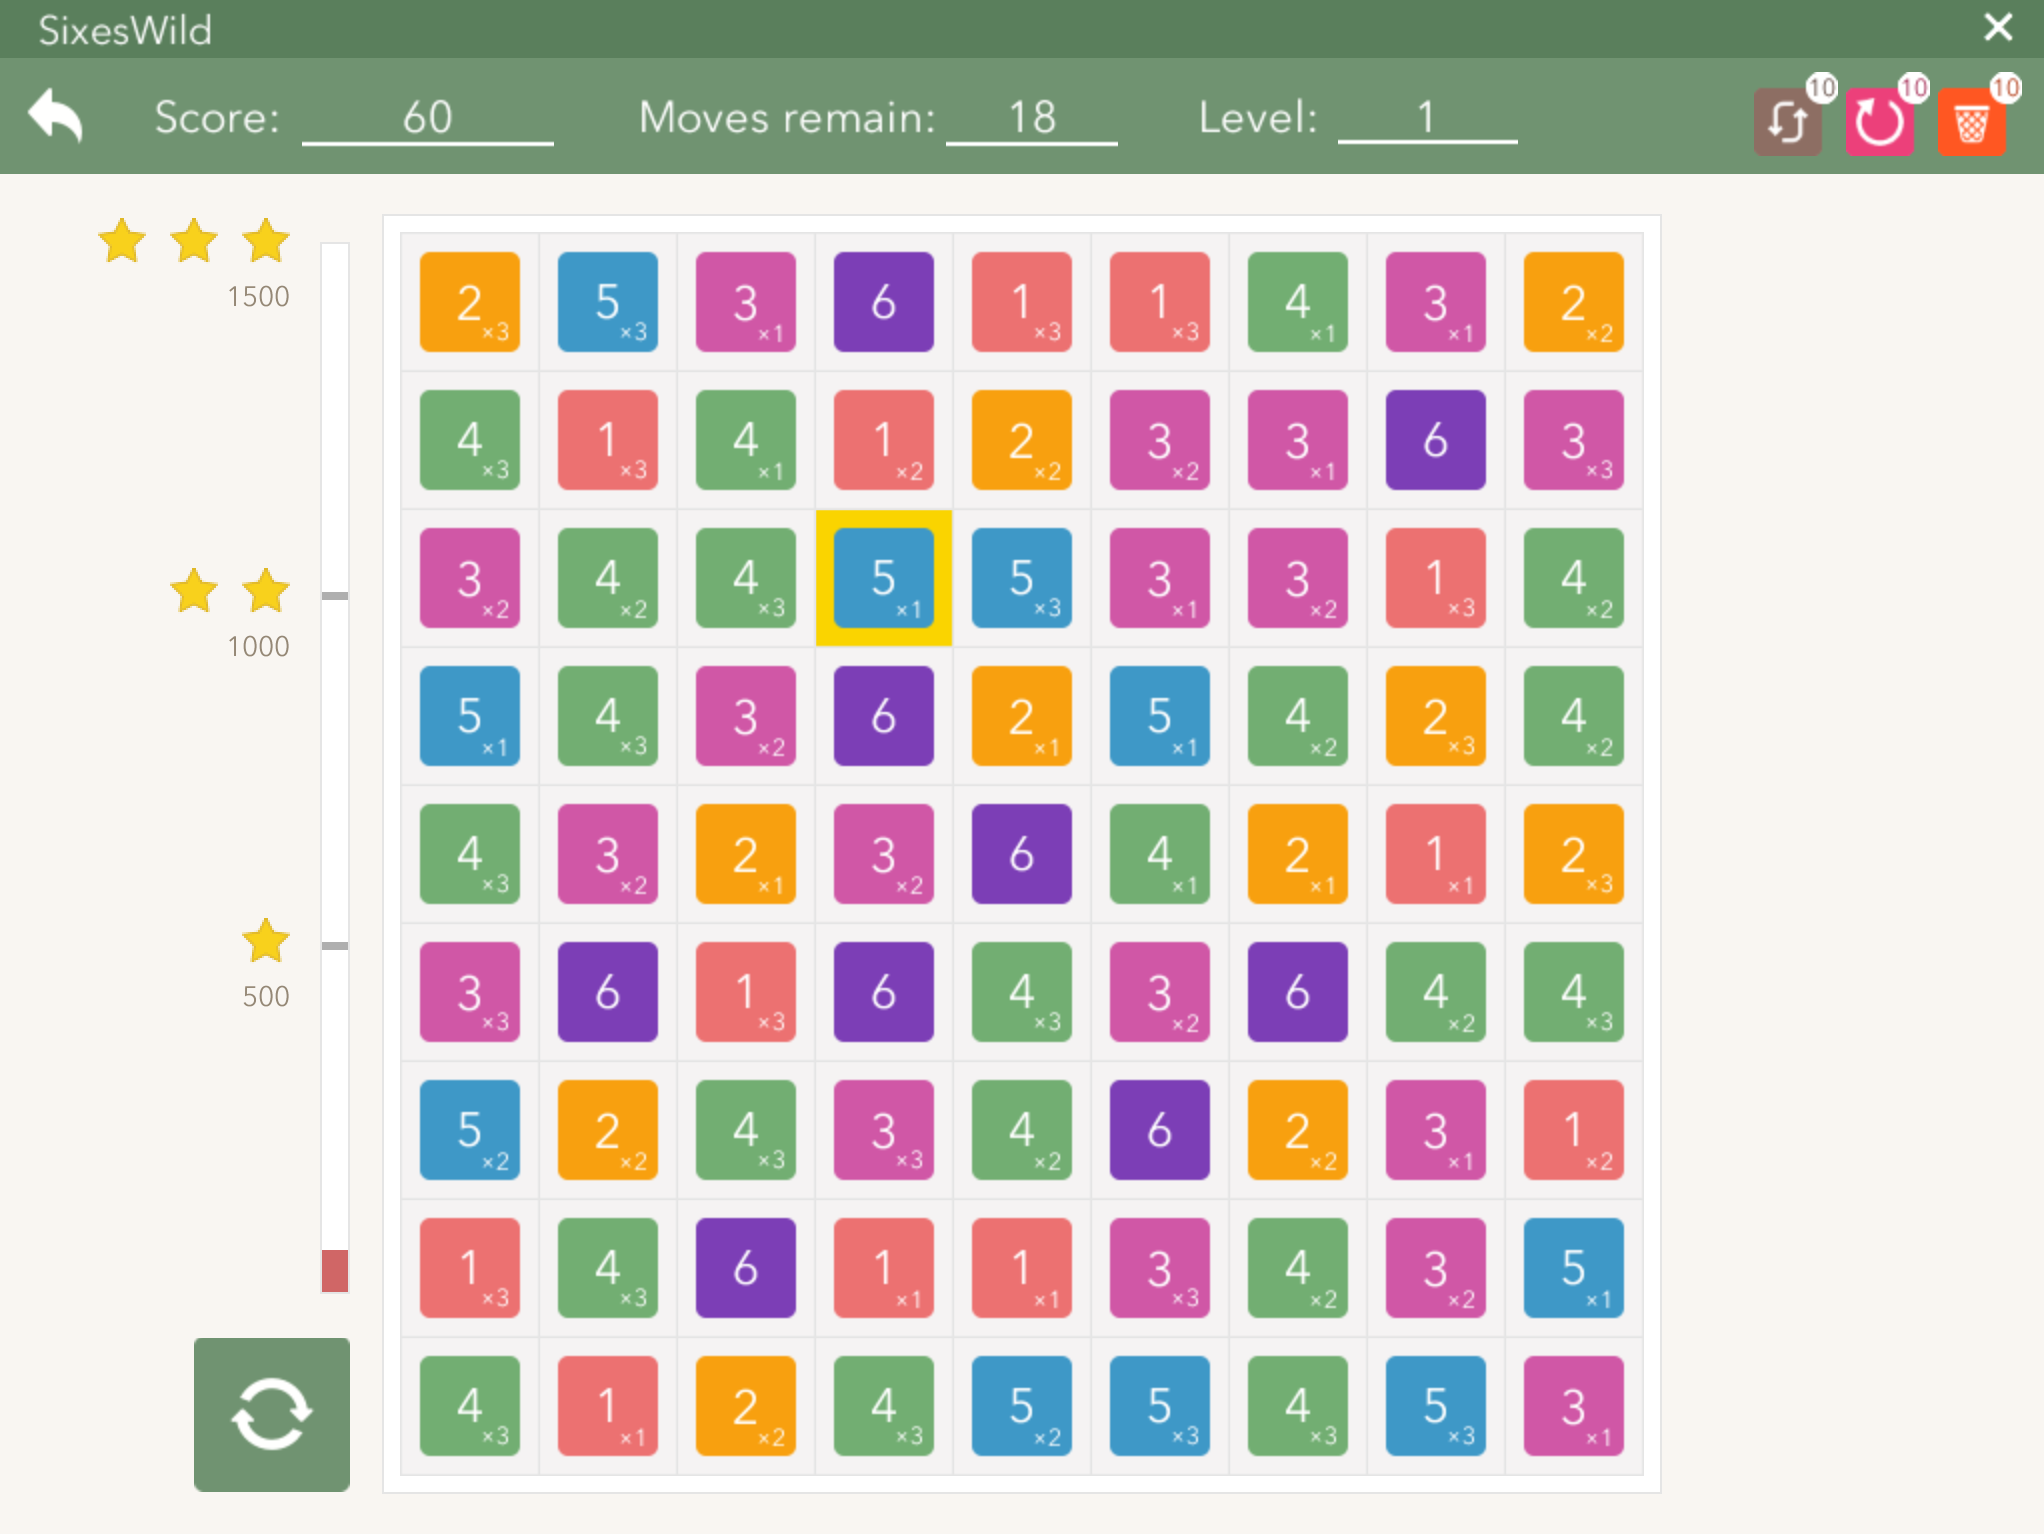 SixesWild
Score: 60 Moves remain: 18 Level: 1 10 10 10
1500
1000
500
2 ×3 5 ×3 3 ×1 6 1 ×3 1 ×3 4 ×1 3 ×1 2 ×2
4 ×3 1 ×3 4 ×1 1 ×2 2 ×2 3 ×2 3 ×1 6 3 ×3
3 ×2 4 ×2 4 ×3 5 ×1 5 ×3 3 ×1 3 ×2 1 ×3 4 ×2
5 ×1 4 ×3 3 ×2 6 2 ×1 5 ×1 4 ×2 2 ×3 4 ×2
4 ×3 3 ×2 2 ×1 3 ×2 6 4 ×1 2 ×1 1 ×1 2 ×3
3 ×3 6 1 ×3 6 4 ×3 3 ×2 6 4 ×2 4 ×3
5 ×2 2 ×2 4 ×3 3 ×3 4 ×2 6 2 ×2 3 ×1 1 ×2
1 ×3 4 ×3 6 1 ×1 1 ×1 3 ×3 4 ×2 3 ×2 5 ×1
4 ×3 1 ×1 2 ×2 4 ×3 5 ×2 5 ×3 4 ×3 5 ×3 3 ×1